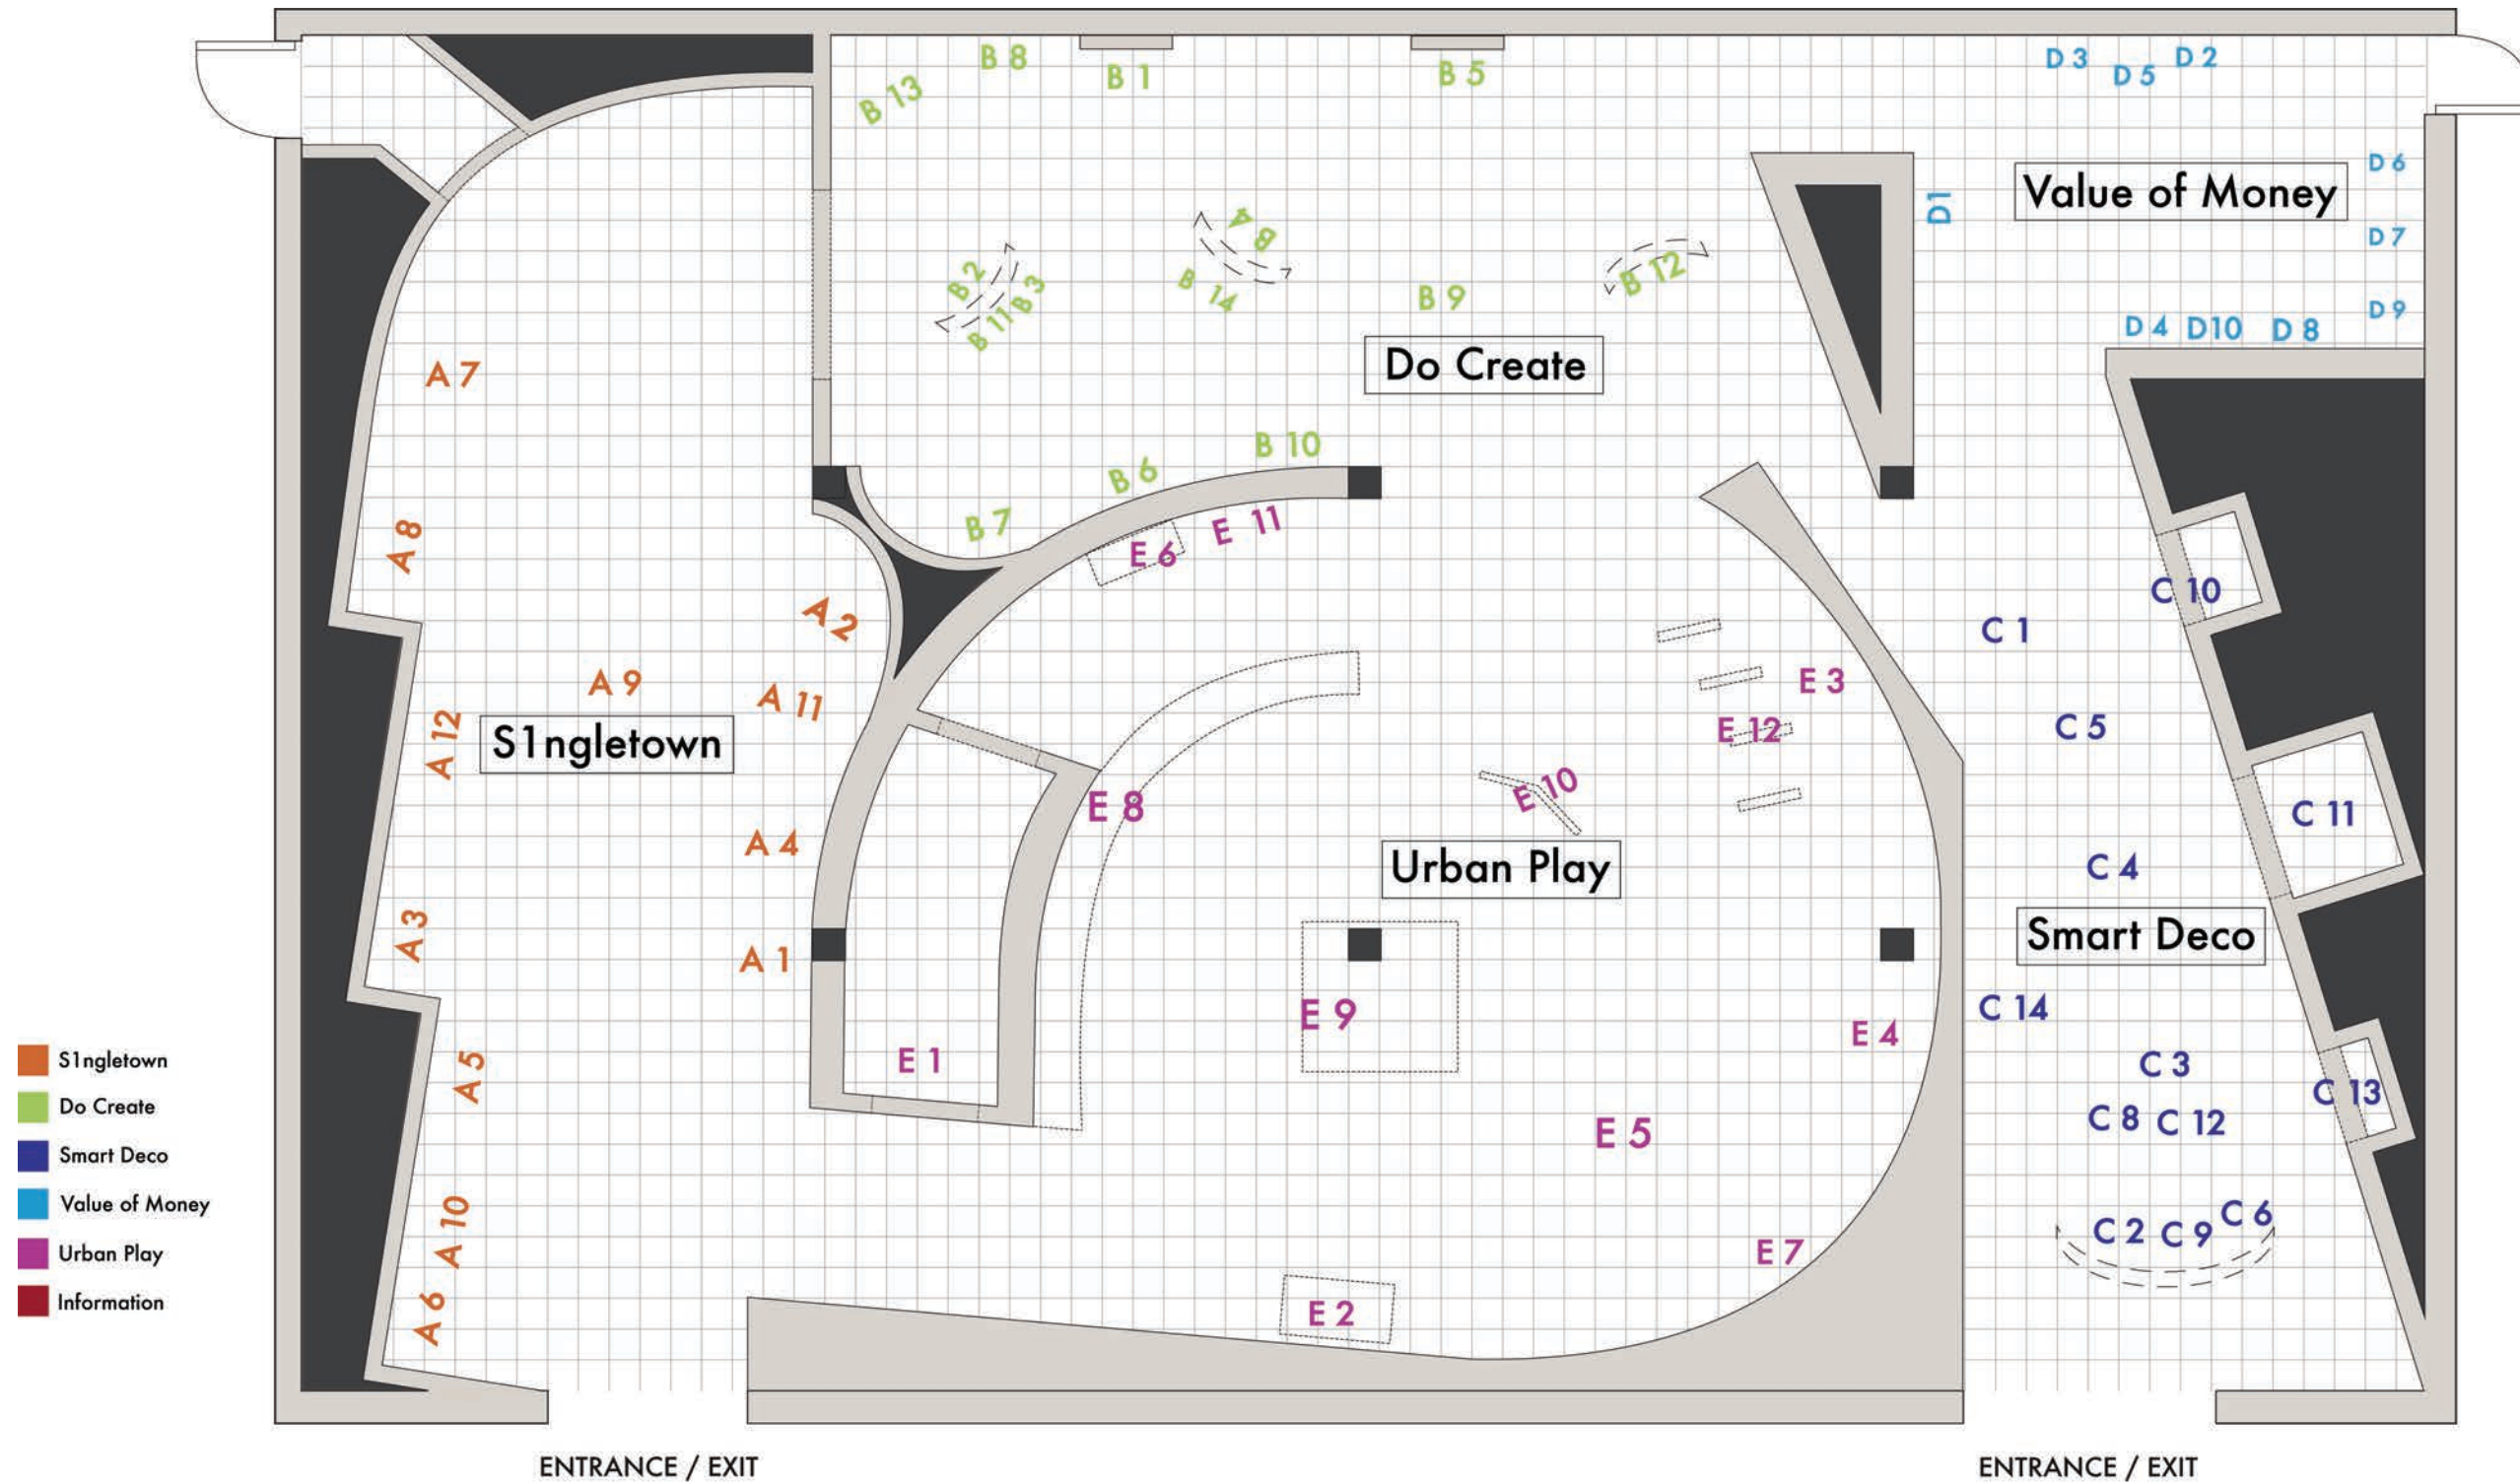 D 3
D 5
D 2
B 8
B 1
B 5
B 13
D 6
Value of Money
D1
D 7
B 4
B 2
B 3
B 11
B 14
B 9
B 12
D 9
D 4
D10
D 8
Do Create
A 7
B 10
B 6
B 7
E 11
E 6
A 8
C 10
A 2
C 1
A 9
A 11
E 3
A 12
S1ngletown
E 12
C 5
E 10
E 8
C 11
A 4
Urban Play
C 4
A 3
Smart Deco
A 1
E 9
C 14
E 4
E 1
A 5
C 3
C 13
C 8
C 12
E 5
A 10
C 2
C 9
C 6
E 7
A 6
E 2
S1ngletown
Do Create
Smart Deco
Value of Money
Urban Play
Information
ENTRANCE / EXIT
ENTRANCE / EXIT